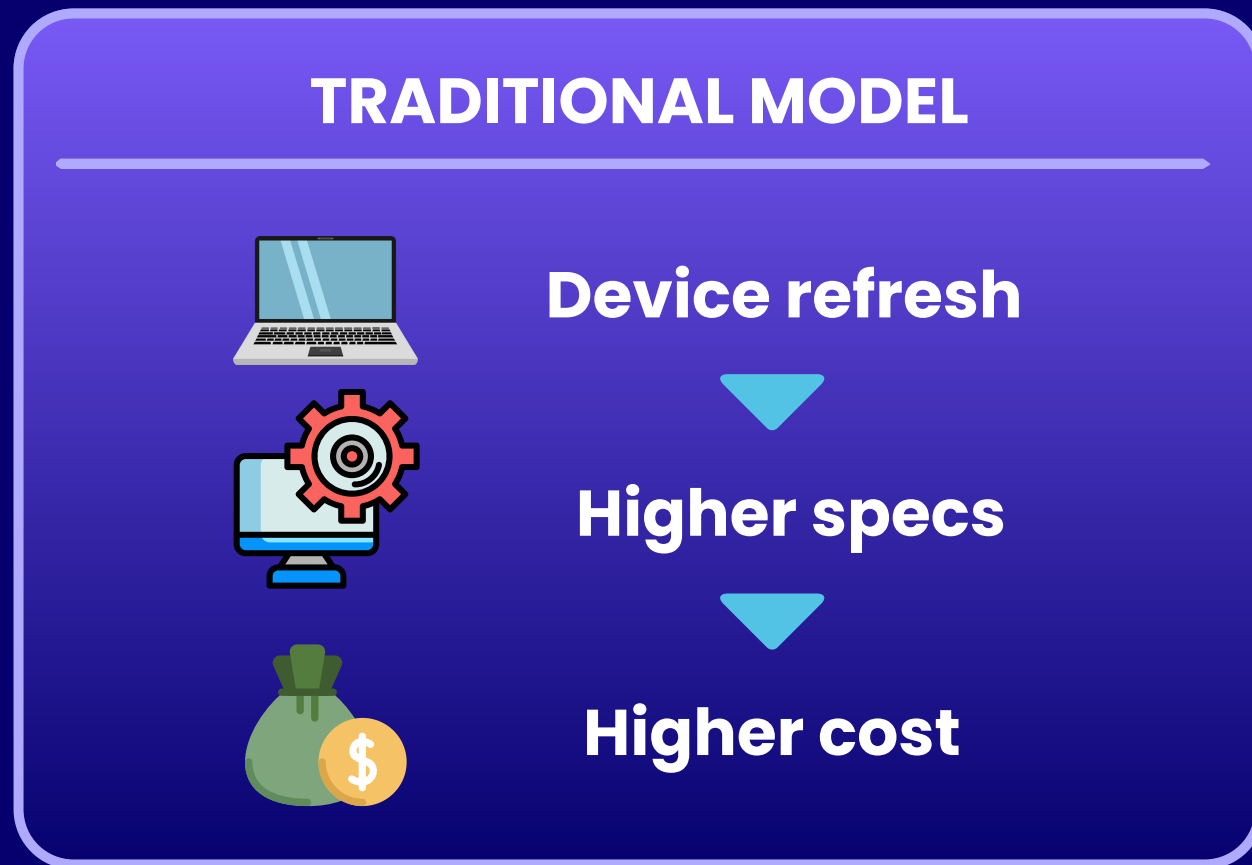 TRADITIONAL MODEL
Device refresh
Higher specs
Higher cost
$